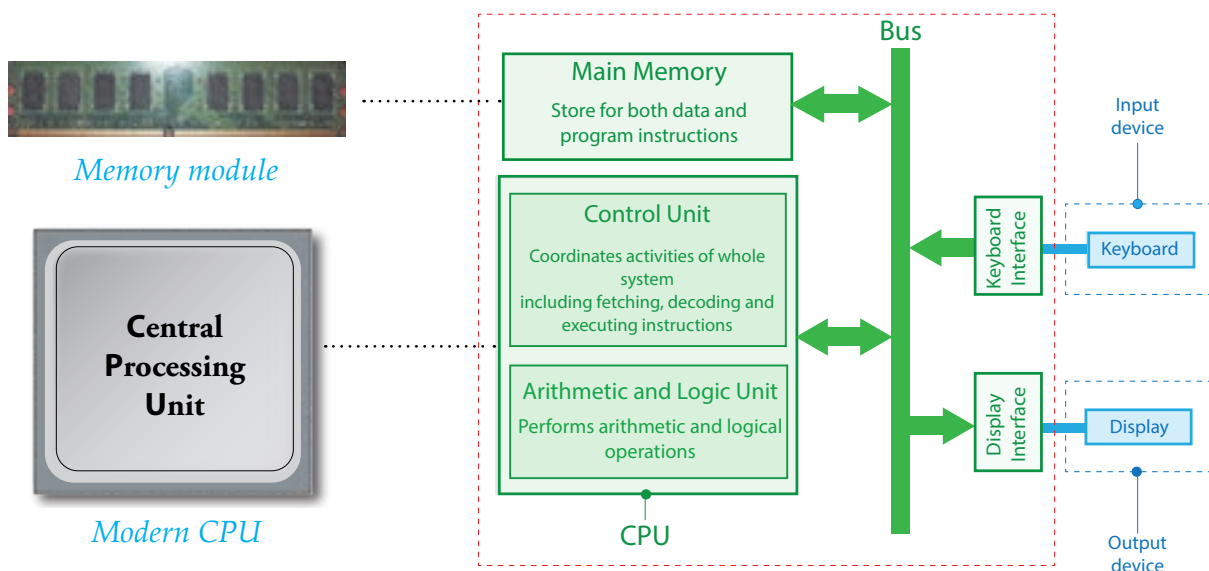 Bus
Main Memory
Store for both data and
program instructions
Memory module
Input
device
Control Unit
Coordinates activities of whole
system
including fetching, decoding and
executing instructions
Keyboard
Interface
Keyboard
Central
Processing
Unit
Arithmetic and Logic Unit
Performs arithmetic and logical
operations
Display
Interface
Display
Modern CPU
CPU
Output
device